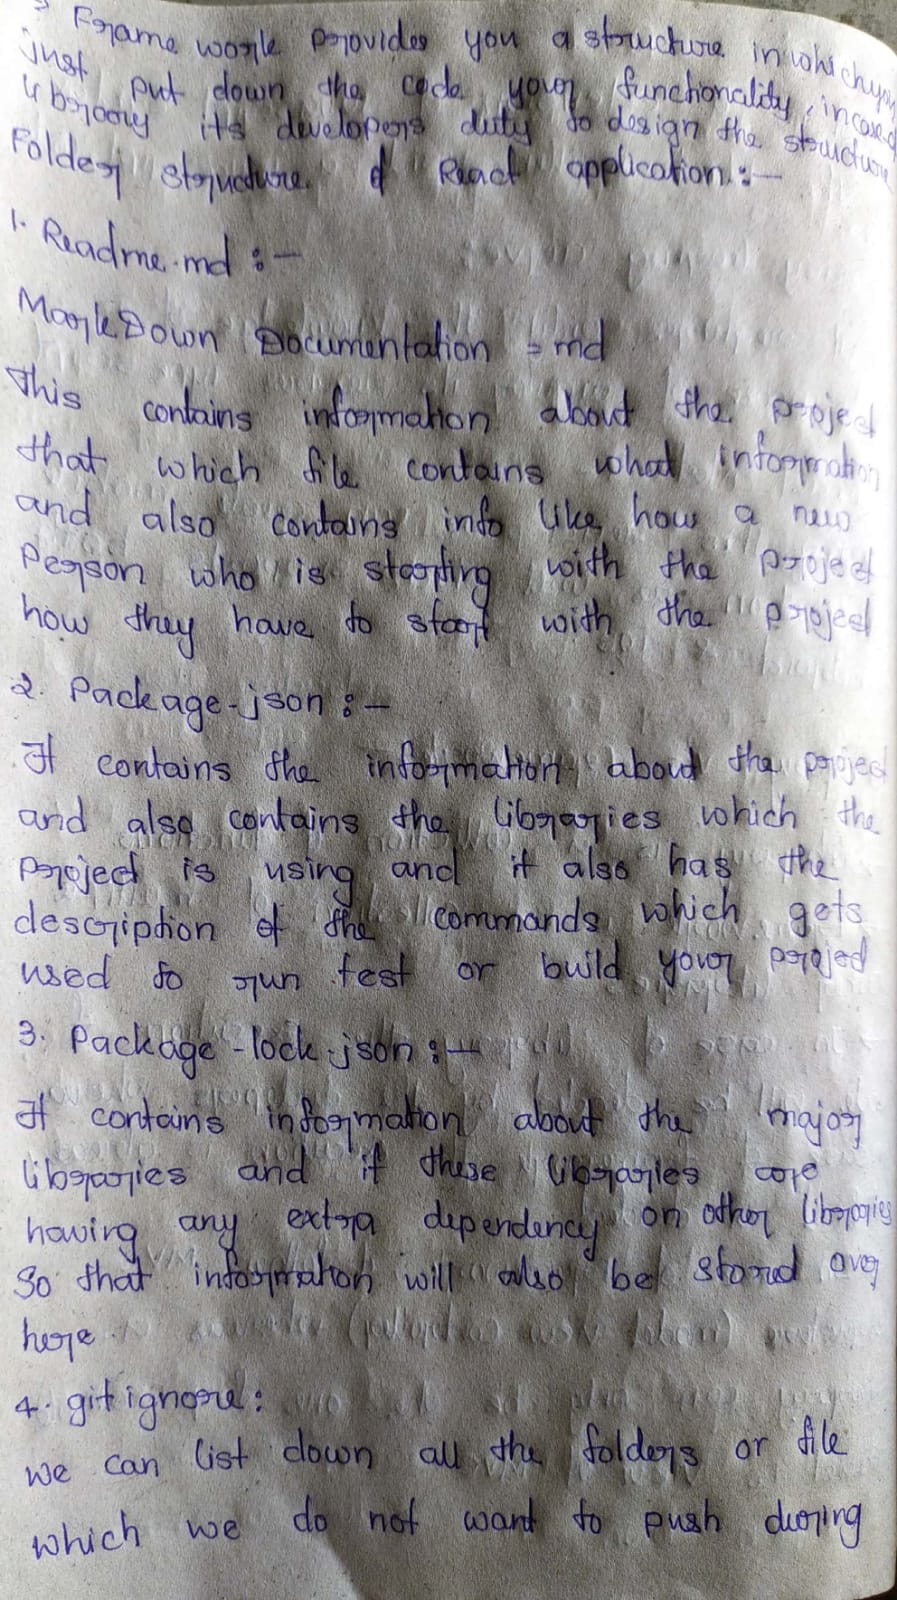 Frame work provides you a structure in which you
just put down the code your functionality, in case of
library its developers duty to design the structure
Folder structure of React application :-
1. Readme.md :-
MarkDown Documentation = md
This contains information about the project
that which file contains what information
and also contains info like how a new
Person who is starting with the project
how they have to start with the project
2. Package-json :-
It contains the information about the project
and also contains the libraries which the
project is using and it also has the
description of the commands which gets
used to run test or build your project
3. Package-lock.json :-
It contains information about the major
libraries and if these libraries are
having any extra dependency on other libraries
So that information will also be stored over
here.
4. gitignore:
we can list down all the folders or file
which we do not want to push during